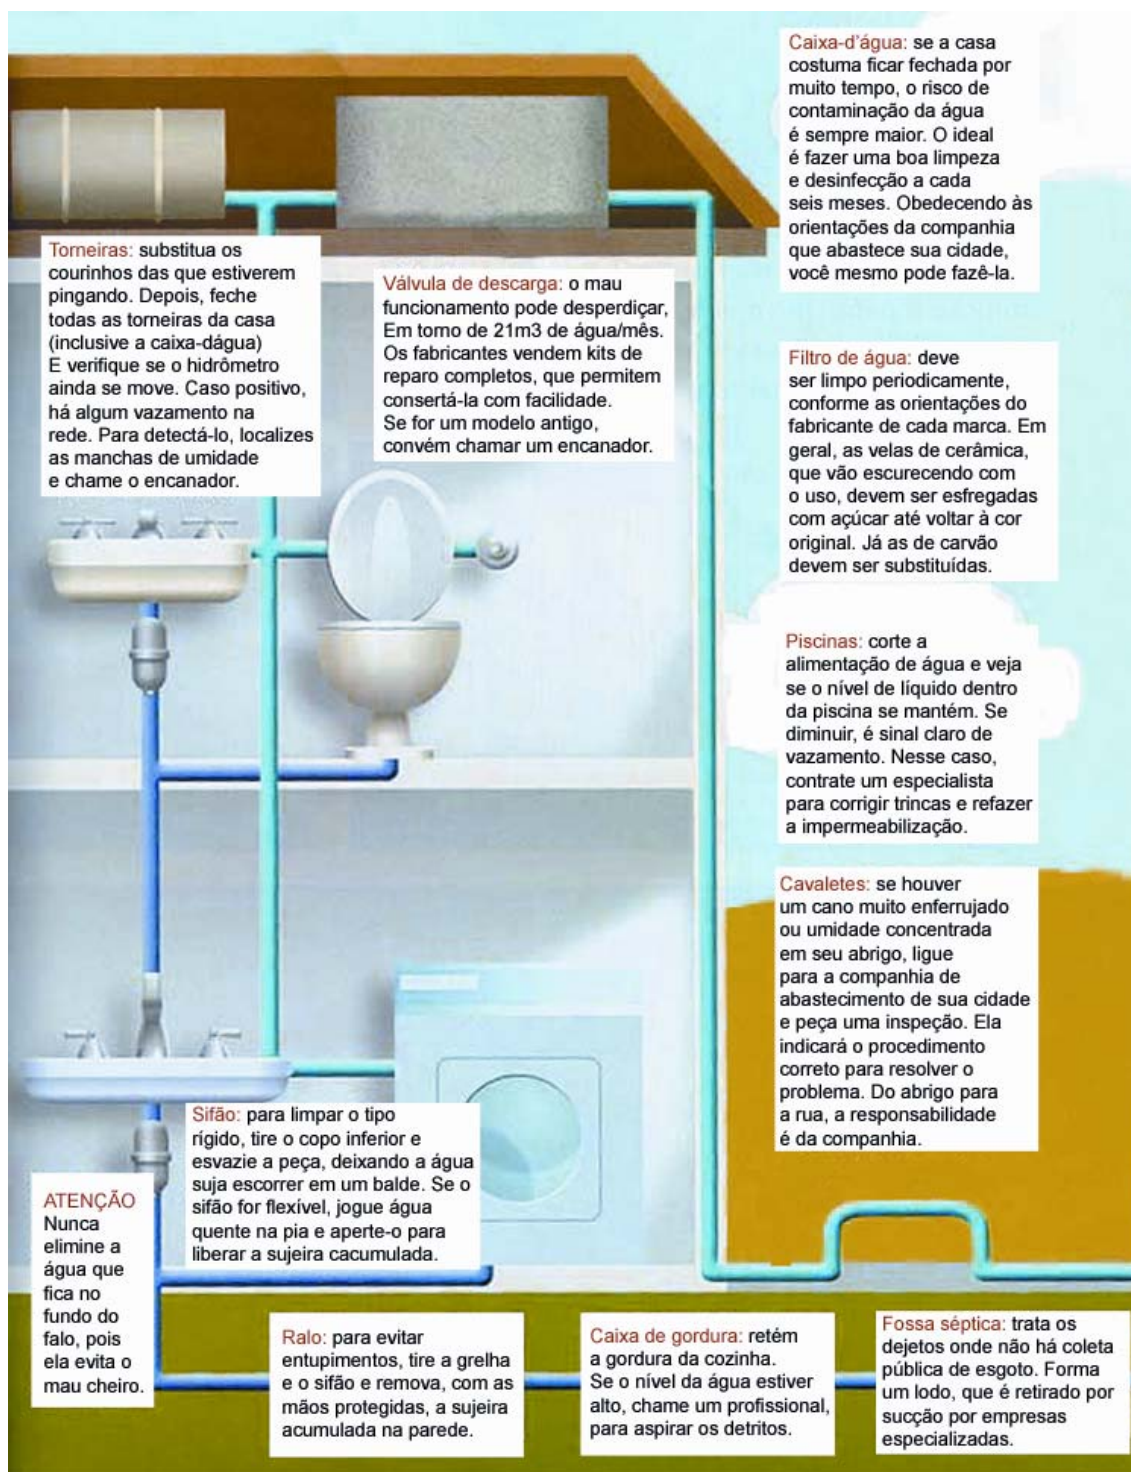 Caixa-d'água: se a casa
costuma ficar fechada por
muito tempo, o risco de
contaminação da água
é sempre maior. O ideal
é fazer uma boa limpeza
e desinfecção a cada
seis meses. Obedecendo às
orientações da companhia
que abastece sua cidade,
você mesmo pode fazê-la.
Torneiras: substitua os
courinhos das que estiverem
pingando. Depois, feche
todas as torneiras da casa
(inclusive a caixa-dágua)
E verifique se o hidrômetro
ainda se move. Caso positivo,
há algum vazamento na
rede. Para detectá-lo, localizes
as manchas de umidade
e chame o encanador.
Válvula de descarga: o mau
funcionamento pode desperdiçar,
Em torno de 21m3 de água/mês.
Os fabricantes vendem kits de
reparo completos, que permitem
consertá-la com facilidade.
Se for um modelo antigo,
convém chamar um encanador.
Filtro de água: deve
ser limpo periodicamente,
conforme as orientações do
fabricante de cada marca. Em
geral, as velas de cerâmica,
que vão escurecendo com
o uso, devem ser esfregadas
com açúcar até voltar à cor
original. Já as de carvão
devem ser substituídas.
Piscinas: corte a
alimentação de água e veja
se o nível de líquido dentro
da piscina se mantém. Se
diminuir, é sinal claro de
vazamento. Nesse caso,
contrate um especialista
para corrigir trincas e refazer
a impermeabilização.
Cavaletes: se houver
um cano muito enferrujado
ou umidade concentrada
em seu abrigo, ligue
para a companhia de
abastecimento de sua cidade
e peça uma inspeção. Ela
indicará o procedimento
correto para resolver o
problema. Do abrigo para
a rua, a responsabilidade
é da companhia.
Sifão: para limpar o tipo
rígido, tire o copo inferior e
esvazie a peça, deixando a água
suja escorrer em um balde. Se o
sifão for flexível, jogue água
quente na pia e aperte-o para
liberar a sujeira cacumulada.
ATENÇÃO
Nunca
elimine a
água que
fica no
fundo do
falo, pois
ela evita o
mau cheiro.
Ralo: para evitar
entupimentos, tire a grelha
e o sifão e remova, com as
mãos protegidas, a sujeira
acumulada na parede.
Caixa de gordura: retém
a gordura da cozinha.
Se o nível da água estiver
alto, chame um profissional,
para aspirar os detritos.
Fossa séptica: trata os
dejetos onde não há coleta
pública de esgoto. Forma
um lodo, que é retirado por
sucção por empresas
especializadas.